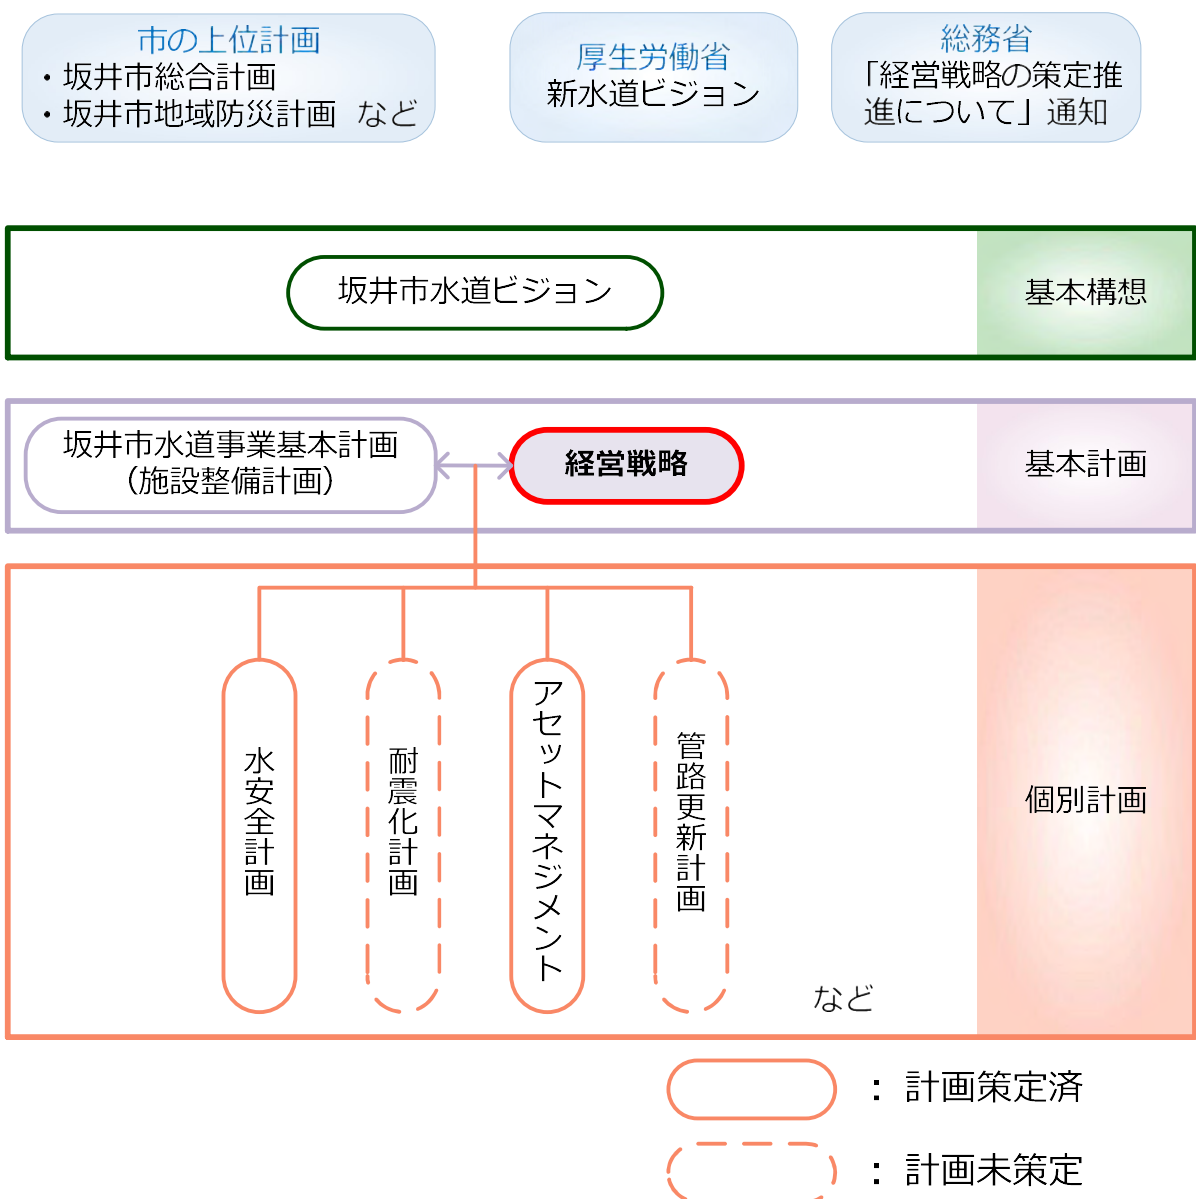 市の上位計画
・坂井市総合計画
・坂井市地域防災計画 など
厚生労働省
新水道ビジョン
総務省
「経営戦略の策定推
進について」通知
坂井市水道ビジョン
基本構想
坂井市水道事業基本計画
（施設整備計画）
経営戦略
基本計画
水安全計画
耐震化計画
アセットマネジメント
管路更新計画
など
個別計画
：計画策定済
：計画未策定